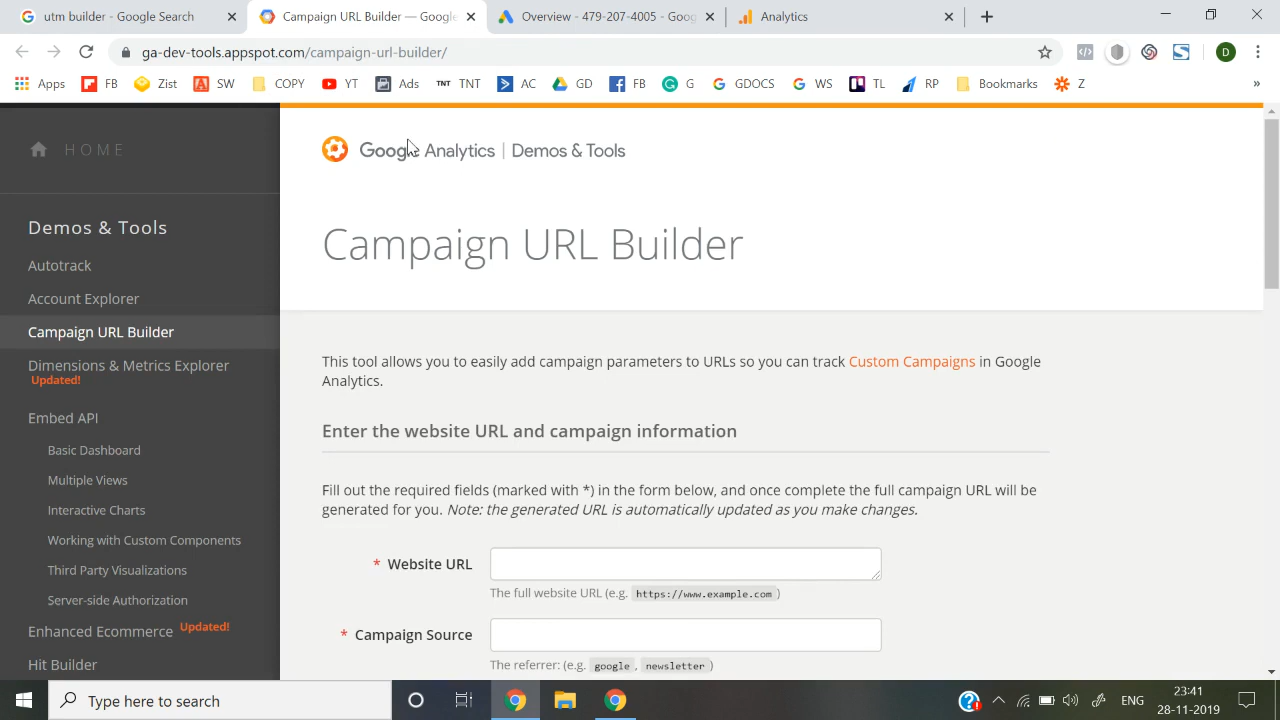 utm builder - Google Search
Campaign URL Builder — Google
Overview - 479-207-4005 - Goog
Analytics
ga-dev-tools.appspot.com/campaign-url-builder/
D
Apps
FB
Zist
SW
COPY
YT
Ads
TNT TNT
AC
GD
FB
G
GDOCS
WS
TL
RP
Bookmarks
Z
»
HOME
Demos & Tools
Autotrack
Account Explorer
Campaign URL Builder
Dimensions & Metrics Explorer
Updated!
Embed API
Basic Dashboard
Multiple Views
Interactive Charts
Working with Custom Components
Third Party Visualizations
Server-side Authorization
Enhanced Ecommerce Updated!
Hit Builder
Google Analytics | Demos & Tools
Campaign URL Builder
This tool allows you to easily add campaign parameters to URLs so you can track Custom Campaigns in Google
Analytics.
Enter the website URL and campaign information
Fill out the required fields (marked with *) in the form below, and once complete the full campaign URL will be
generated for you. Note: the generated URL is automatically updated as you make changes.
* Website URL
The full website URL (e.g. https://www.example.com )
* Campaign Source
The referrer: (e.g. google , newsletter )
Type here to search
ENG
23:41
28-11-2019